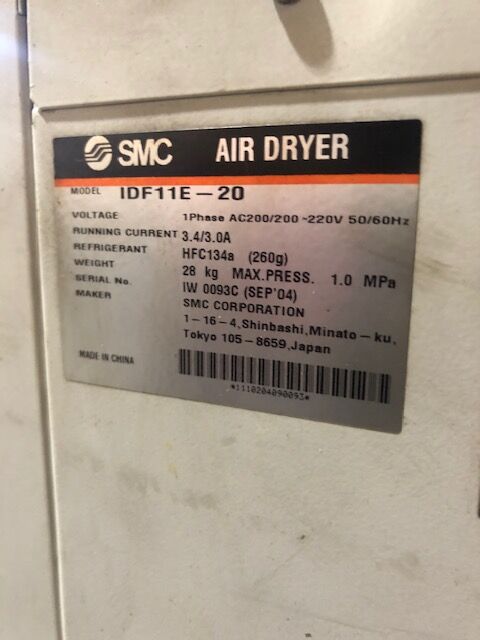 SMC AIR DRYER
MODEL IDF11E-20
VOLTAGE 1Phase AC200/200 ~220V 50/60Hz
RUNNING CURRENT 3.4/3.0A
REFRIGERANT HFC134a (260g)
WEIGHT 28 kg MAX.PRESS. 1.0 MPa
SERIAL No. IW 0093C (SEP'04)
MAKER SMC CORPORATION
1-16-4,Shinbashi,Minato-ku,
Tokyo 105-8659,Japan
MADE IN CHINA
*1110204090093*